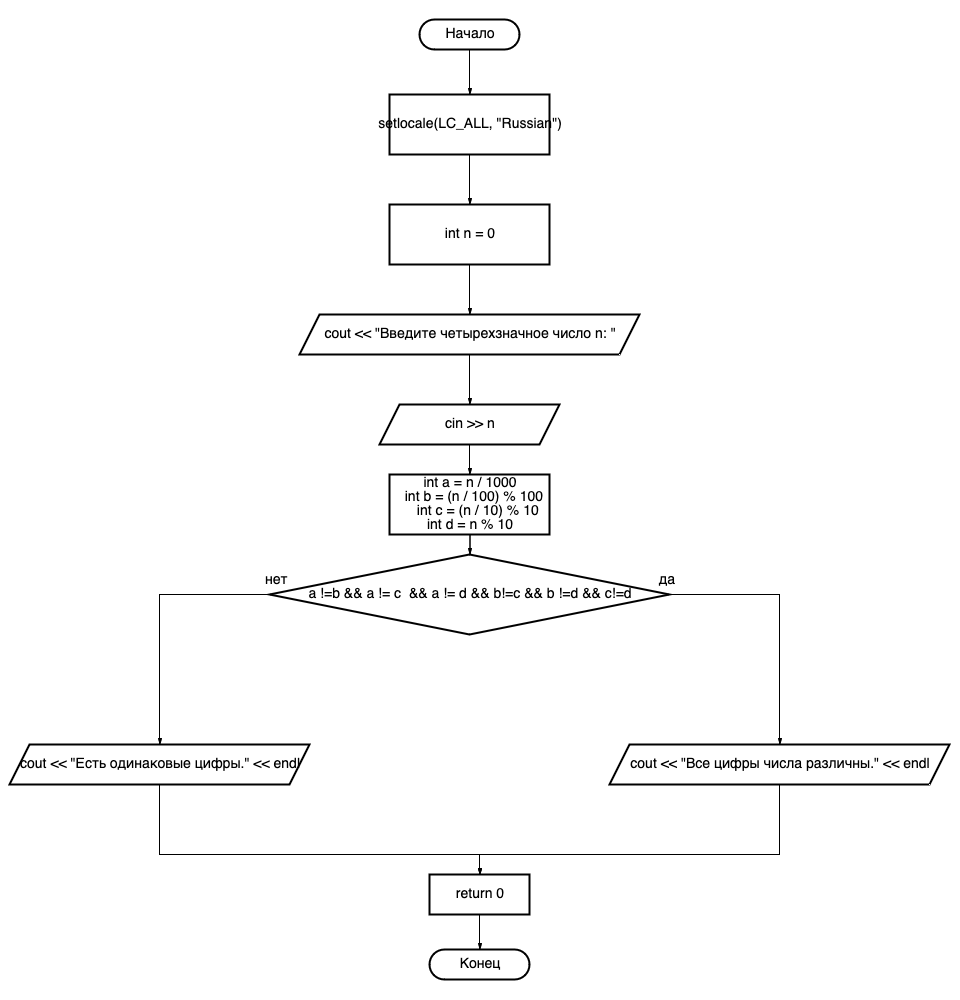 Начало
setlocale(LC_ALL, "Russian")
int n = 0
cout << "Введите четырехзначное число n: "
cin >> n
int a = n / 1000
int b = (n / 100) % 100
int c = (n / 10) % 10
int d = n % 10
нет
да
a !=b && a != c  && a != d && b!=c && b !=d && c!=d
cout << "Есть одинаковые цифры." << endl
cout << "Все цифры числа различны." << endl
return 0
Конец